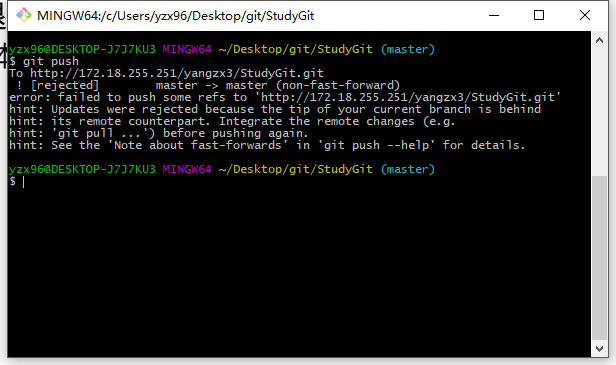 MINGW64:/c/Users/yzx96/Desktop/git/StudyGit
yzx96@DESKTOP-J7J7KU3 MINGW64 ~/Desktop/git/StudyGit (master)
$ git push
To http://172.18.255.251/yangzx3/StudyGit.git
 ! [rejected]        master -> master (non-fast-forward)
error: failed to push some refs to 'http://172.18.255.251/yangzx3/StudyGit.git'
hint: Updates were rejected because the tip of your current branch is behind
hint: its remote counterpart. Integrate the remote changes (e.g.
hint: 'git pull ...') before pushing again.
hint: See the 'Note about fast-forwards' in 'git push --help' for details.
yzx96@DESKTOP-J7J7KU3 MINGW64 ~/Desktop/git/StudyGit (master)
$